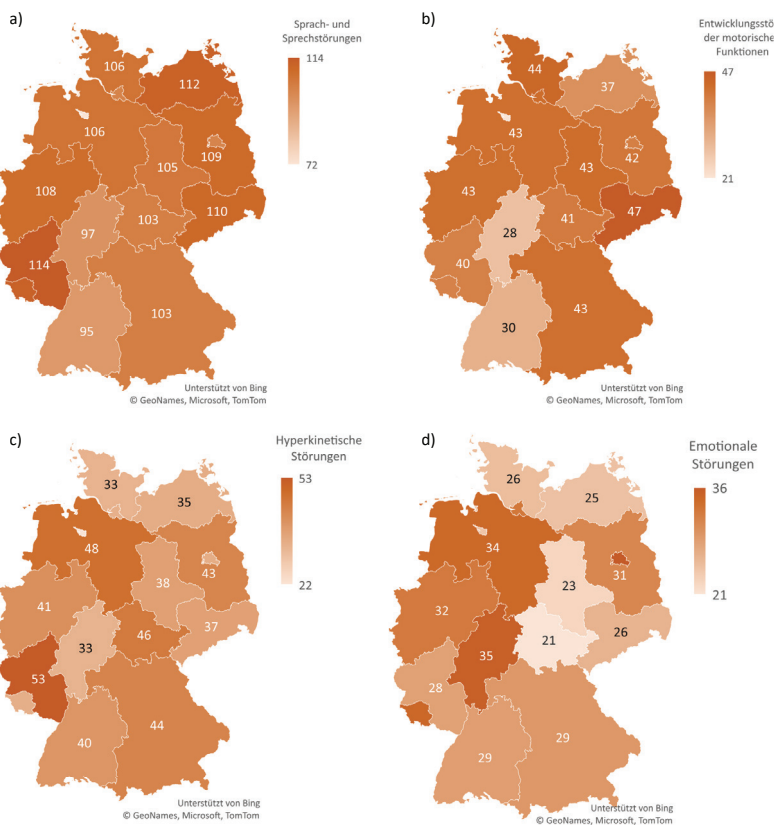 a)
Sprach- und
Sprechstörungen
114
72
106
112
106
105
109
108
103
110
97
114
95
103
Unterstützt von Bing
© GeoNames, Microsoft, TomTom
b)
Entwicklungsstö
der motorische
Funktionen
47
21
44
37
43
43
42
43
41
47
28
40
30
43
Unterstützt von Bing
© GeoNames, Microsoft, TomTom
c)
Hyperkinetische
Störungen
53
22
33
35
48
38
43
41
46
37
33
53
40
44
Unterstützt von Bing
© GeoNames, Microsoft, TomTom
d)
Emotionale
Störungen
36
21
26
25
34
23
31
32
21
26
35
28
29
29
Unterstützt von Bing
© GeoNames, Microsoft, TomTom